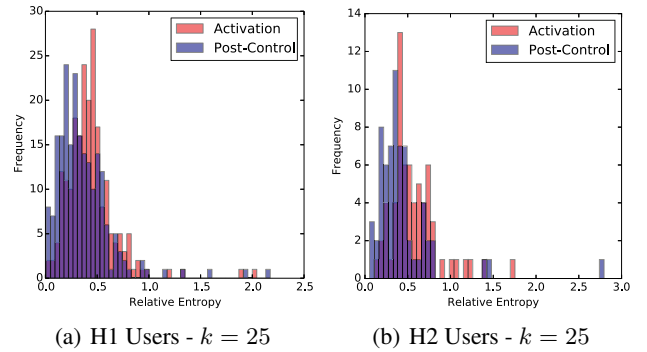 30
25
20
15
10
5
0
Frequency
Activation
Post-Control
0.0 0.5 1.0 1.5 2.0 2.5
Relative Entropy
(a) H1 Users - k = 25
14
12
10
8
6
4
2
0
Frequency
Activation
Post-Control
0.0 0.5 1.0 1.5 2.0 2.5 3.0
Relative Entropy
(b) H2 Users - k = 25